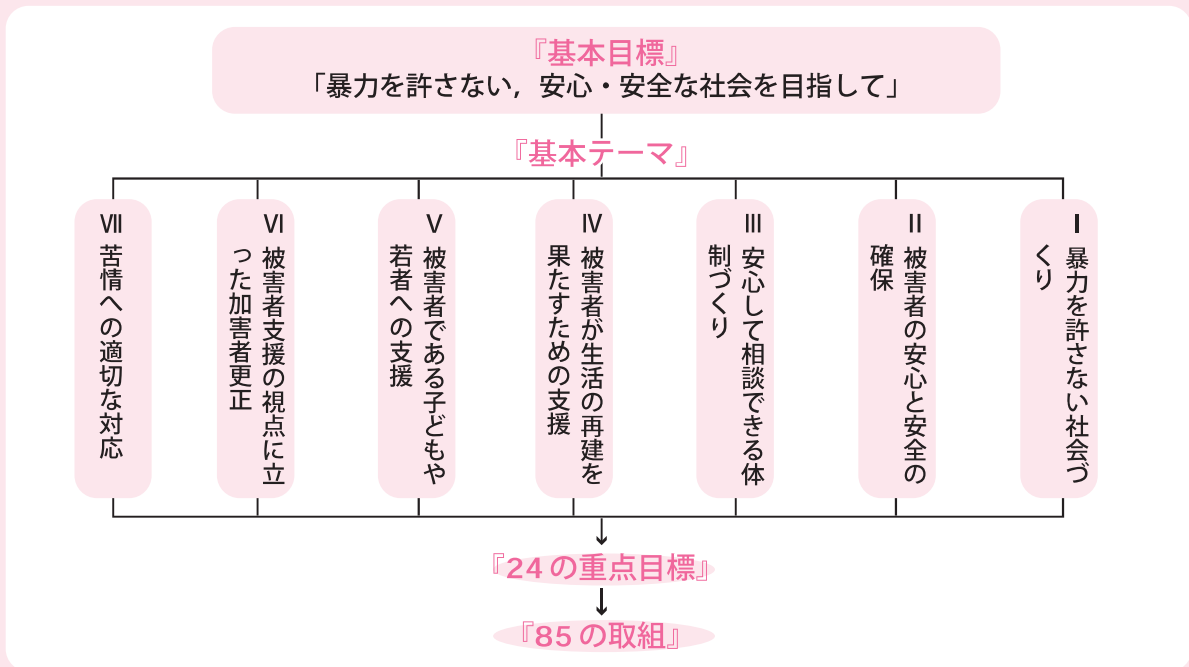 『基本目標』
「暴力を許さない，安心・安全な社会を目指して」
『基本テーマ』
Ⅰ 暴力を許さない社会づ
くり
Ⅱ 被害者の安心と安全の
確保
Ⅲ 安心して相談できる体
制づくり
Ⅳ 被害者が生活の再建を
果たすための支援
Ⅴ 被害者である子どもや
若者への支援
Ⅵ 被害者支援の視点に立
った加害者更正
Ⅶ 苦情への適切な対応
『24の重点目標』
『85の取組』